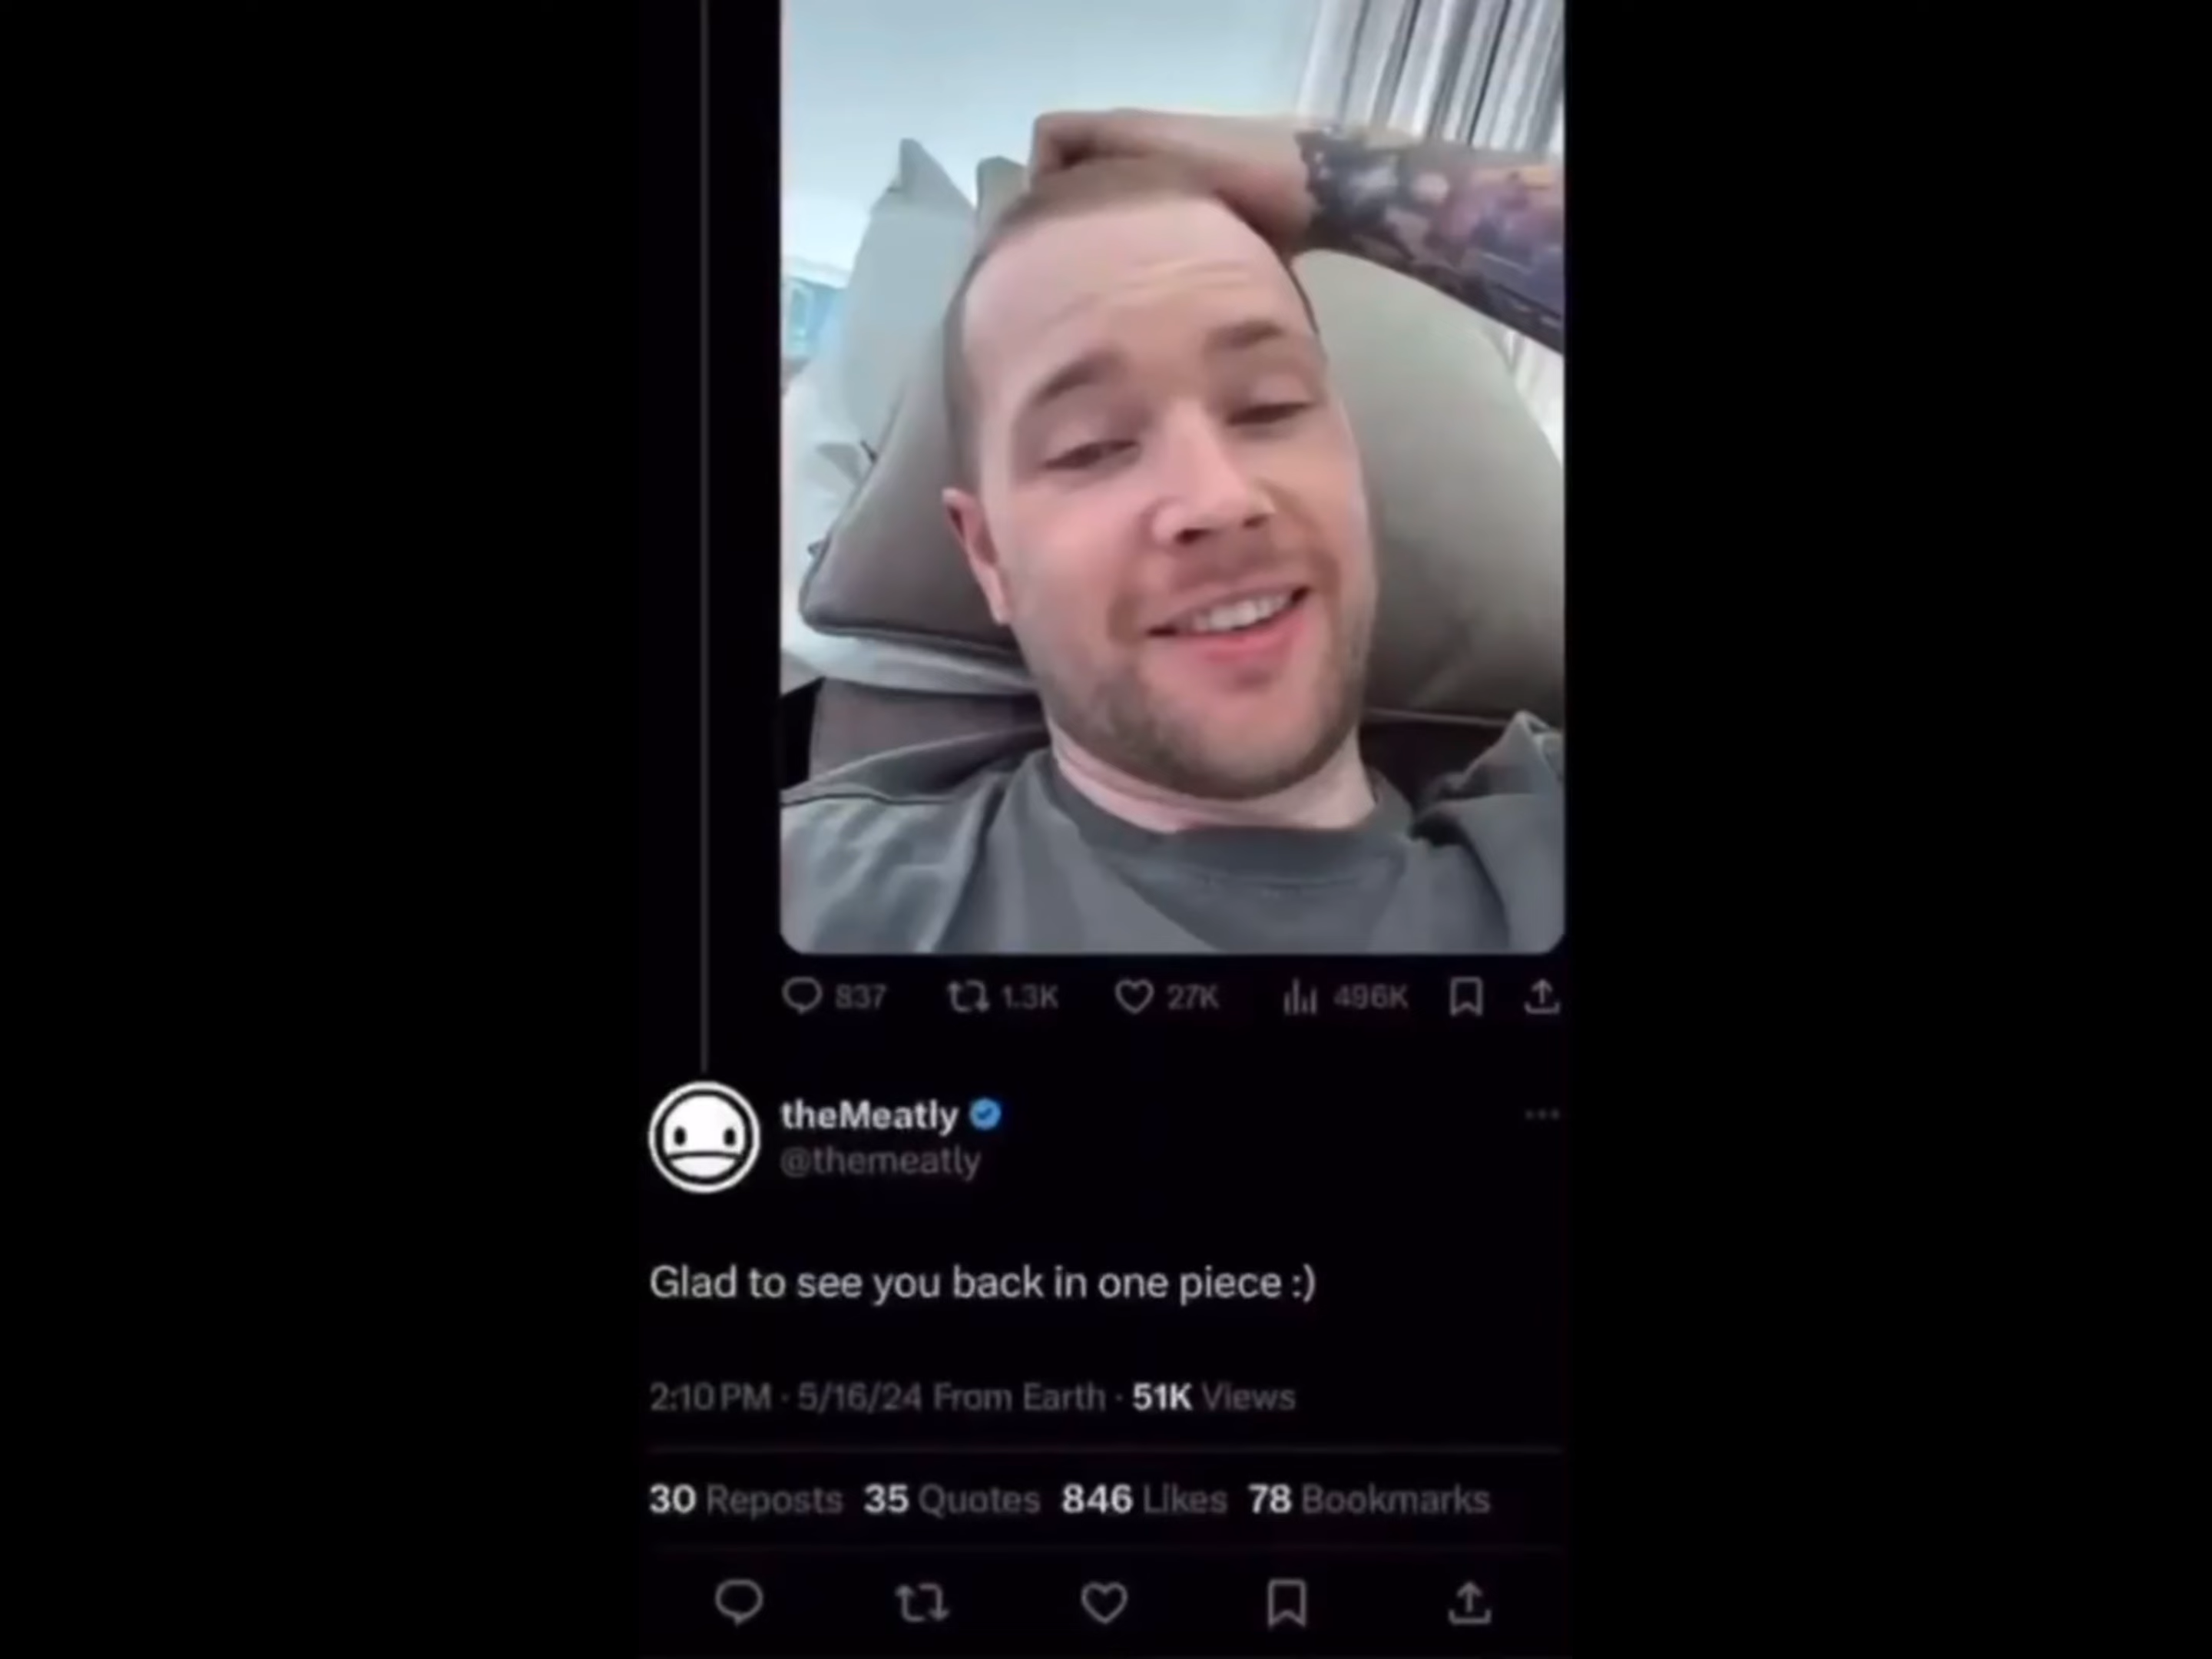 837 1.3K 27K 496K
theMeatly
@themeatly
Glad to see you back in one piece :)
2:10 PM · 5/16/24 From Earth · 51K Views
30 Reposts 35 Quotes 846 Likes 78 Bookmarks